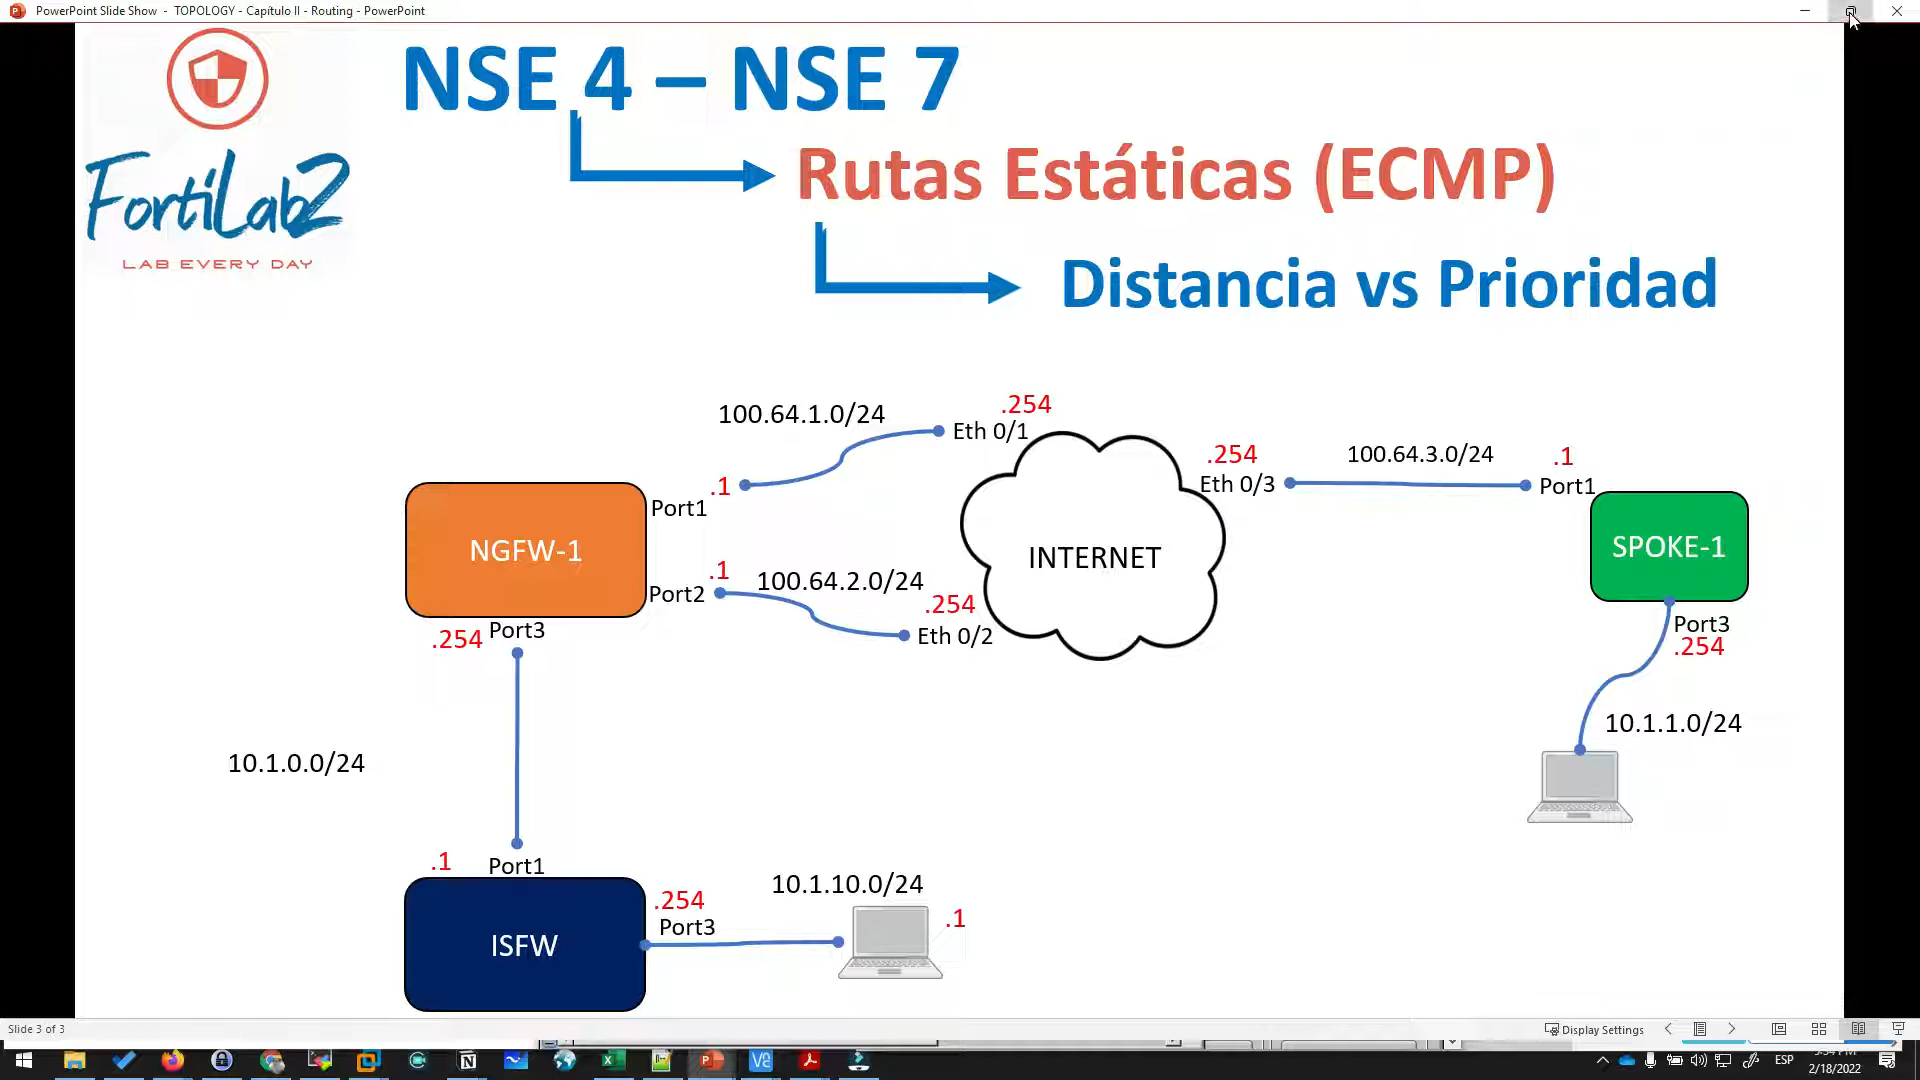 PowerPoint Slide Show - TOPOLOGY - Capítulo II - Routing - PowerPoint
NSE 4 – NSE 7
Rutas Estáticas (ECMP)
Distancia vs Prioridad
FortiLabZ
LAB EVERY DAY
100.64.1.0/24
.254
Eth 0/1
.1
Port1
NGFW-1
.1
Port2
100.64.2.0/24
.254
Eth 0/2
INTERNET
.254
Eth 0/3
100.64.3.0/24
.1
Port1
SPOKE-1
Port3
.254
10.1.1.0/24
.254
Port3
10.1.0.0/24
.1
Port1
ISFW
.254
Port3
10.1.10.0/24
.1
Slide 3 of 3
Display Settings
ESP
2/18/2022